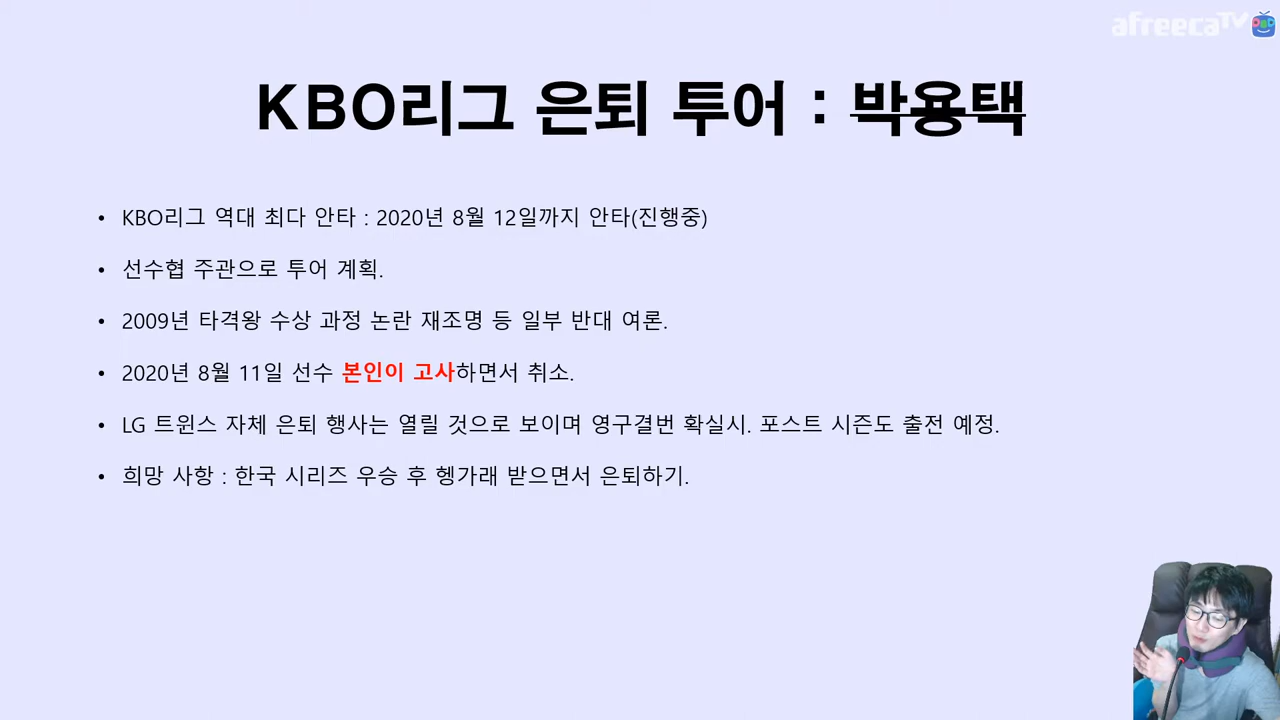 afreecaTV
KBO리그 은퇴 투어 : 박용택
• KBO리그 역대 최다 안타 : 2020년 8월 12일까지 안타(진행중)
• 선수협 주관으로 투어 계획.
• 2009년 타격왕 수상 과정 논란 재조명 등 일부 반대 여론.
• 2020년 8월 11일 선수 본인이 고사하면서 취소.
• LG 트윈스 자체 은퇴 행사는 열릴 것으로 보이며 영구결번 확실시. 포스트 시즌도 출전 예정.
• 희망 사항 : 한국 시리즈 우승 후 헹가래 받으면서 은퇴하기.